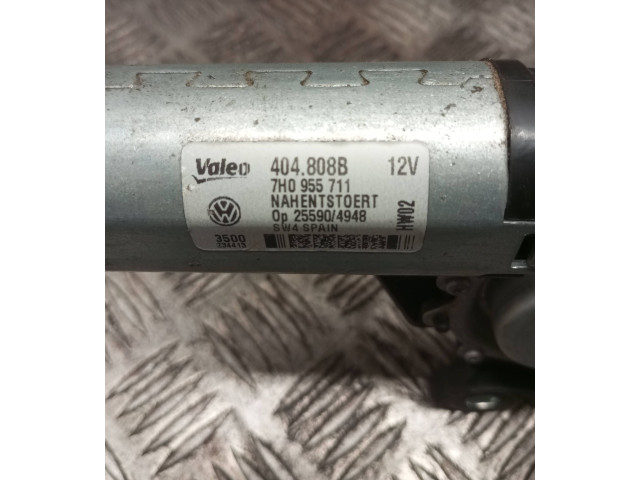 Valeo 404.808B 12V
7H0 955 711
NAHENTSTOERT
Op 25590/4948
SW4 SPAIN
HW02
3500